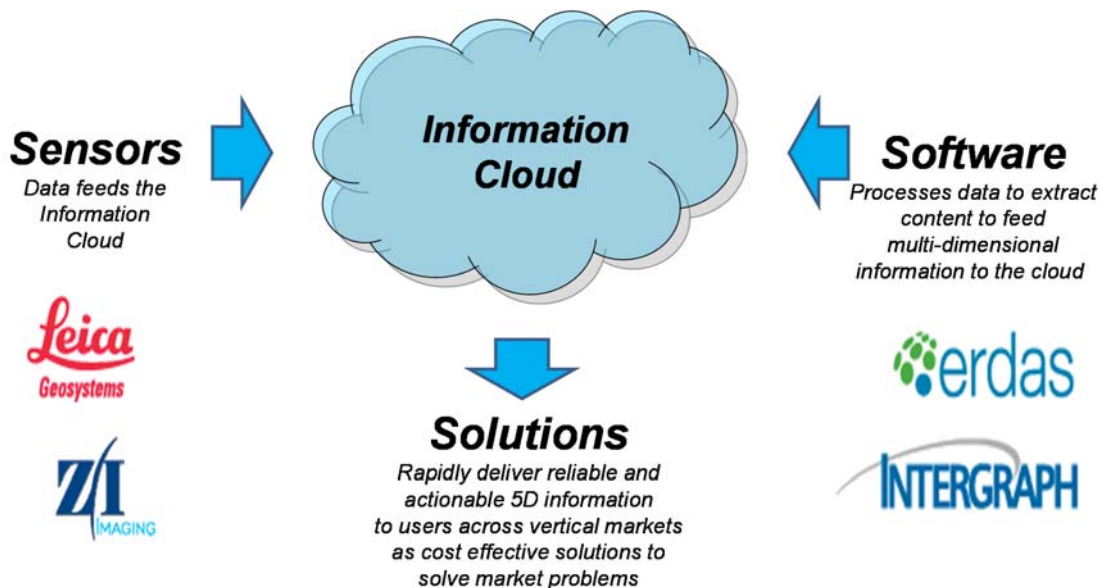 Information
Cloud
Sensors
Data feeds the
Information
Cloud
Leica
Geosystems
Z/I
IMAGING
Software
Processes data to extract
content to feed
multi-dimensional
information to the cloud
erdas
INTERGRAPH
Solutions
Rapidly deliver reliable and
actionable 5D information
to users across vertical markets
as cost effective solutions to
solve market problems